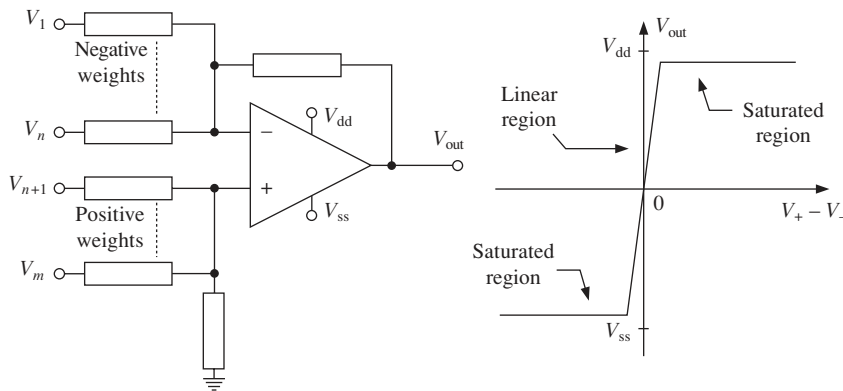 V1
Negative
weights
Vn
Vn+1
Positive
weights
Vm
−
+
Vdd
Vss
Vout
Vout
Vdd
Linear
region
Saturated
region
0
V+ − V−
Saturated
region
Vss